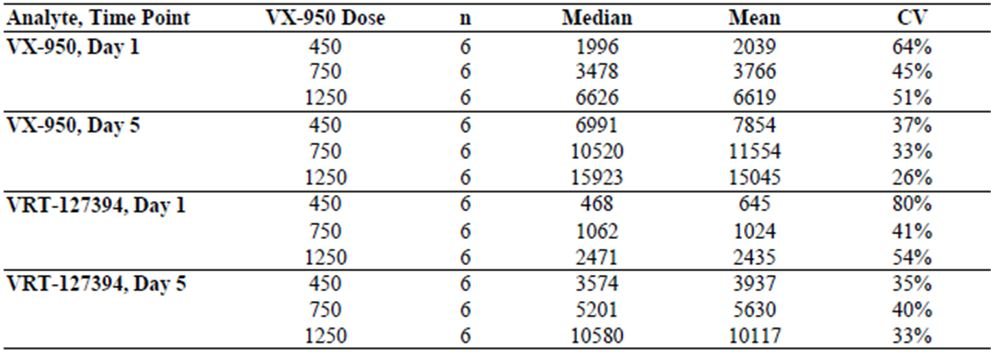 Analyte, Time Point VX-950 Dose n Median Mean CV
VX-950, Day 1 450 6 1996 2039 64%
750 6 3478 3766 45%
1250 6 6626 6619 51%
VX-950, Day 5 450 6 6991 7854 37%
750 6 10520 11554 33%
1250 6 15923 15045 26%
VRT-127394, Day 1 450 6 468 645 80%
750 6 1062 1024 41%
1250 6 2471 2435 54%
VRT-127394, Day 5 450 6 3574 3937 35%
750 6 5201 5630 40%
1250 6 10580 10117 33%